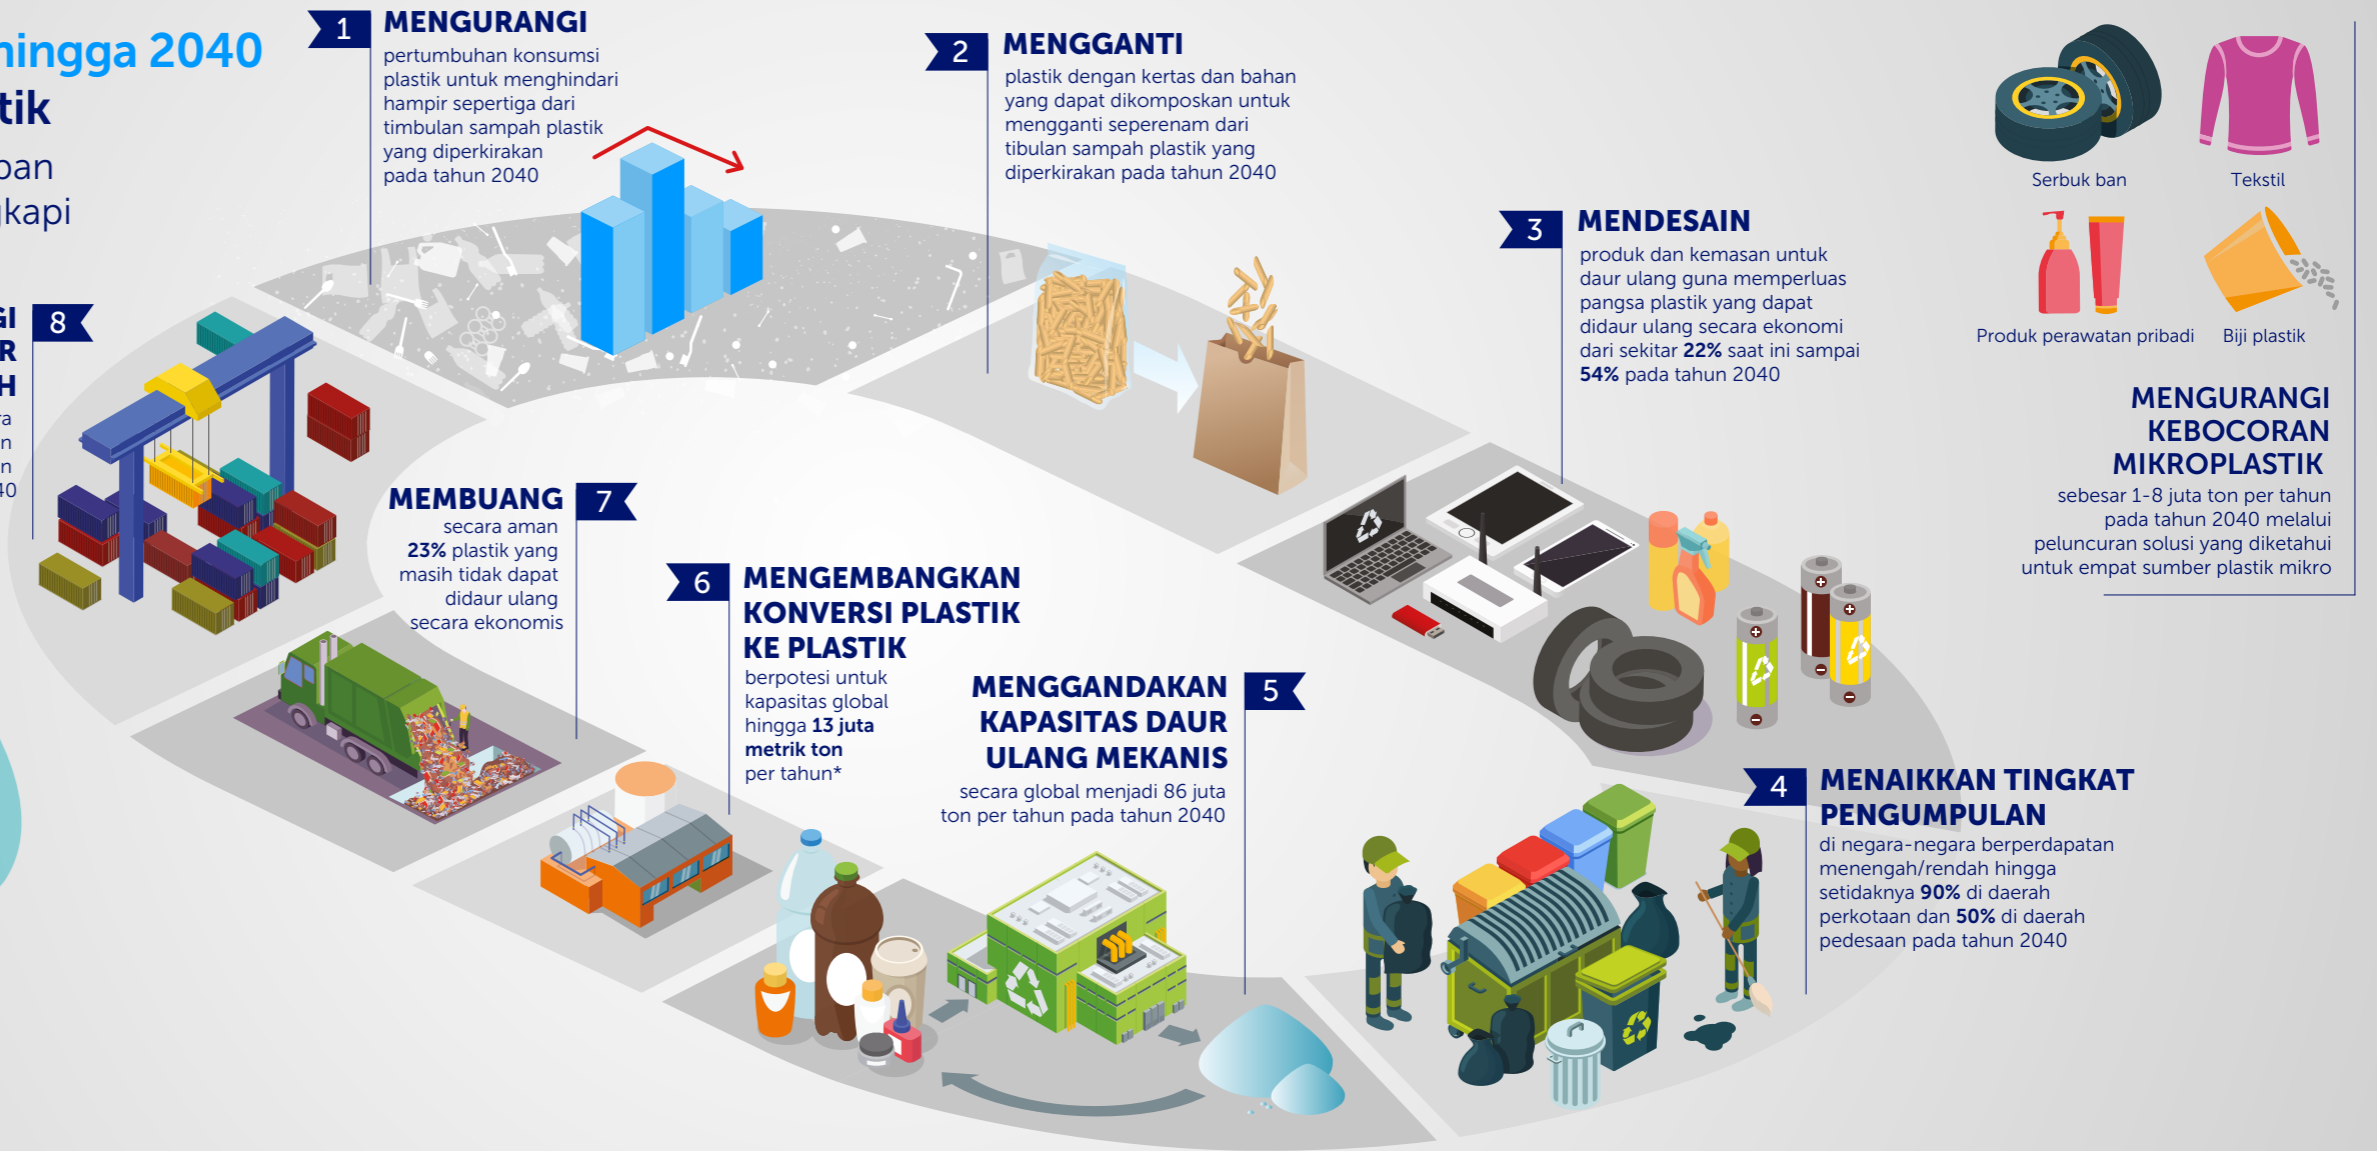 hingga 2040
tik
kapi
1
MENGURANGI
pertumbuhan konsumsi
plastik untuk menghindari
hampir sepertiga dari
timbulan sampah plastik
yang diperkirakan
pada tahun 2040
2
MENGGANTI
plastik dengan kertas dan bahan
yang dapat dikomposkan untuk
mengganti seperenam dari
tibulan sampah plastik yang
diperkirakan pada tahun 2040
3
MENDESAIN
produk dan kemasan untuk
daur ulang guna memperluas
pangsa plastik yang dapat
didaur ulang secara ekonomi
dari sekitar 22% saat ini sampai
54% pada tahun 2040
Serbuk ban
Tekstil
Produk perawatan pribadi
Biji plastik
MENGURANGI
KEBOCORAN
MIKROPLASTIK
sebesar 1-8 juta ton per tahun
pada tahun 2040 melalui
peluncuran solusi yang diketahui
untuk empat sumber plastik mikro
4
MENAIKKAN TINGKAT
PENGUMPULAN
di negara-negara berperdapatan
menengah/rendah hingga
setidaknya 90% di daerah
perkotaan dan 50% di daerah
pedesaan pada tahun 2040
5
MENGGANDAKAN
KAPASITAS DAUR
ULANG MEKANIS
secara global menjadi 86 juta
ton per tahun pada tahun 2040
6
MENGEMBANGKAN
KONVERSI PLASTIK
KE PLASTIK
berpotesi untuk
kapasitas global
hingga 13 juta
metrik ton
per tahun*
7
MEMBUANG
secara aman
23% plastik yang
masih tidak dapat
didaur ulang
secara ekonomis
8
GI
R
H
ra
n
n
40